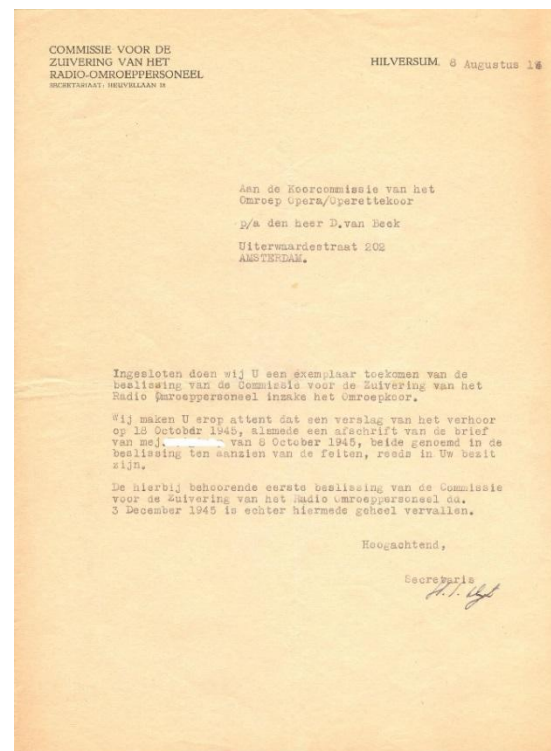 COMMISSIE VOOR DE
ZUIVERING VAN HET
RADIO-OMROEPPERSONEEL
SECRETARIAAT: HEUVELLAAN
HILVERSUM, 8 Augustus
Aan de Koorcommissie van het
Omroep Opera/Operettekoor
p/a den heer D.van Beek
Uiterwaardestraat 202
AMSTERDAM.
Ingesloten doen wij U een exemplaar toekomen van de
beslissing van de Commissie voor de Zuivering van het
Radio Omroeppersoneel inzake het Omroepkoor.
Wij maken U erop attent dat een verslag van het verhoor
op 18 October 1945, alsmede een afschrift van de brief
van mej. van 8 October 1945, beide genoemd in de
beslissing ten aanzien van de feiten, reeds in Uw bezit
zijn.
De hierbij behoorende eerste beslissing van de Commissie
voor de Zuivering van het Radio Omroeppersoneel dd.
3 December 1945 is echter hiermede geheel vervallen.
Hoogachtend,
Secretaris